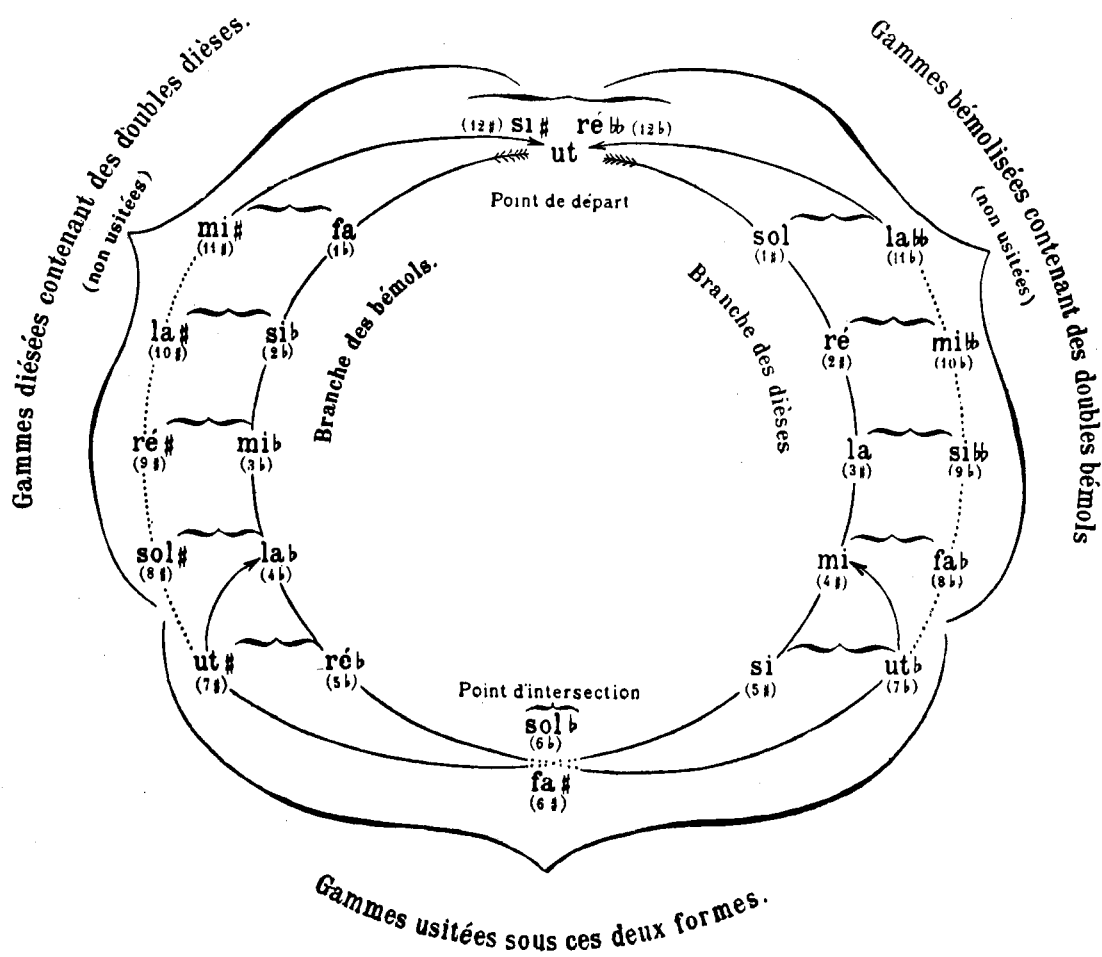 Gammes diésées contenant des doubles dièses.
(non usitées)
Gammes bémolisées contenant des doubles bémols
(non usitées)
(12♯) si♯ ré♭♭ (12♭)
ut
Point de départ
mi♯ fa sol la♭♭
(11♯) (1♭) (1♯) (11♭)
Branche des bémols.
Branche des dièses
la♯ si♭ ré mi♭♭
(10♯) (2♭) (2♯) (10♭)
ré♯ mi♭ la si♭♭
(9♯) (3♭) (3♯) (9♭)
sol♯ la♭ mi fa♭
(8♯) (4♭) (4♯) (8♭)
ut♯ ré♭ si ut♭
(7♯) (5♭) (5♯) (7♭)
Point d'intersection
sol♭
(6♭)
fa♯
(6♯)
Gammes usitées sous ces deux formes.